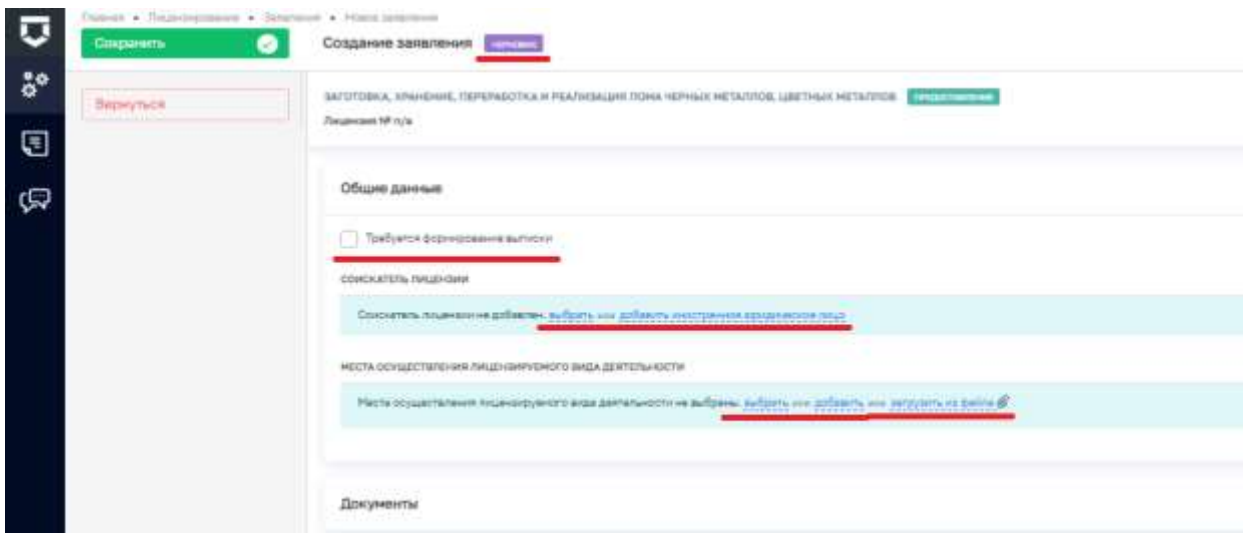 Главная • Лицензирование • Заявления • Новое заявление
Сохранить
Создание заявления черновик
Вернуться
ЗАГОТОВКА, ХРАНЕНИЕ, ПЕРЕРАБОТКА И РЕАЛИЗАЦИЯ ЛОМА ЧЕРНЫХ МЕТАЛЛОВ, ЦВЕТНЫХ МЕТАЛЛОВ ПРЕДОСТАВЛЕНИЕ
Лицензия № n/a
Общие данные
Требуется формирование выписки
СОИСКАТЕЛЬ ЛИЦЕНЗИИ
Соискатель лицензии не добавлен, выбрать или добавить иностранное юридическое лицо
МЕСТА ОСУЩЕСТВЛЕНИЯ ЛИЦЕНЗИРУЕМОГО ВИДА ДЕЯТЕЛЬНОСТИ
Места осуществления лицензируемого вида деятельности не выбраны, выбрать или добавить или загрузить из файла
Документы